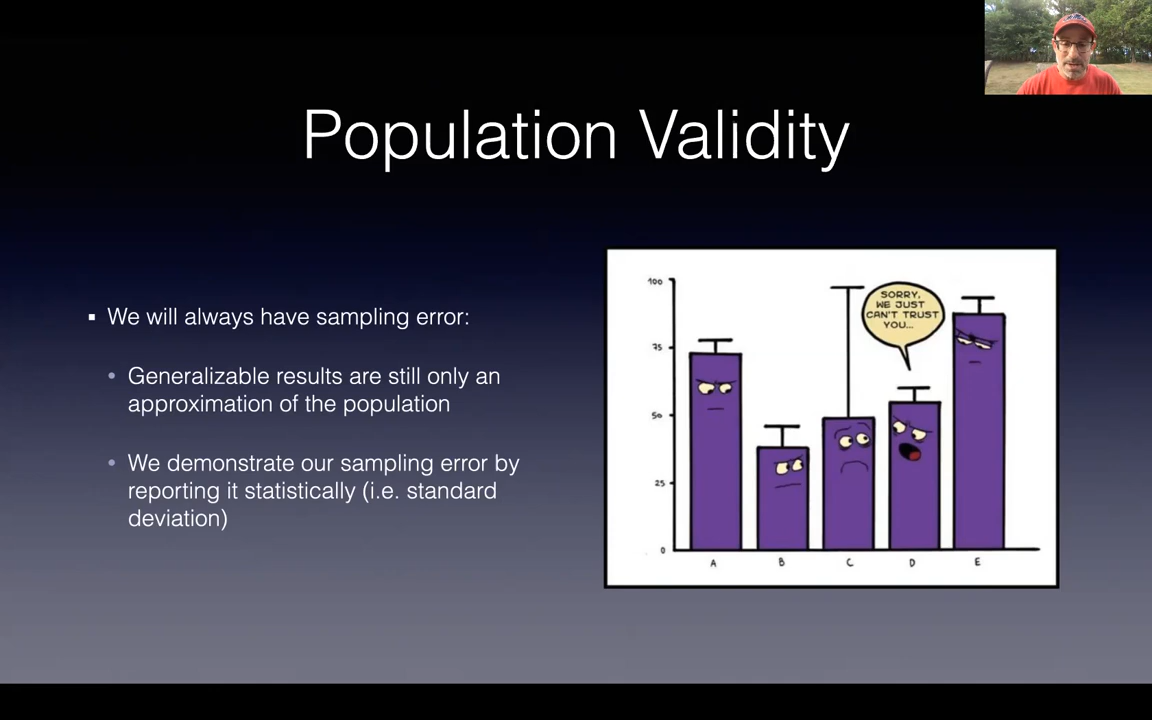 Population Validity
▪ We will always have sampling error:
• Generalizable results are still only an
approximation of the population
• We demonstrate our sampling error by
reporting it statistically (i.e. standard
deviation)
100
75
50
25
0
SORRY,
WE JUST
CAN'T TRUST
YOU...
A B C D E